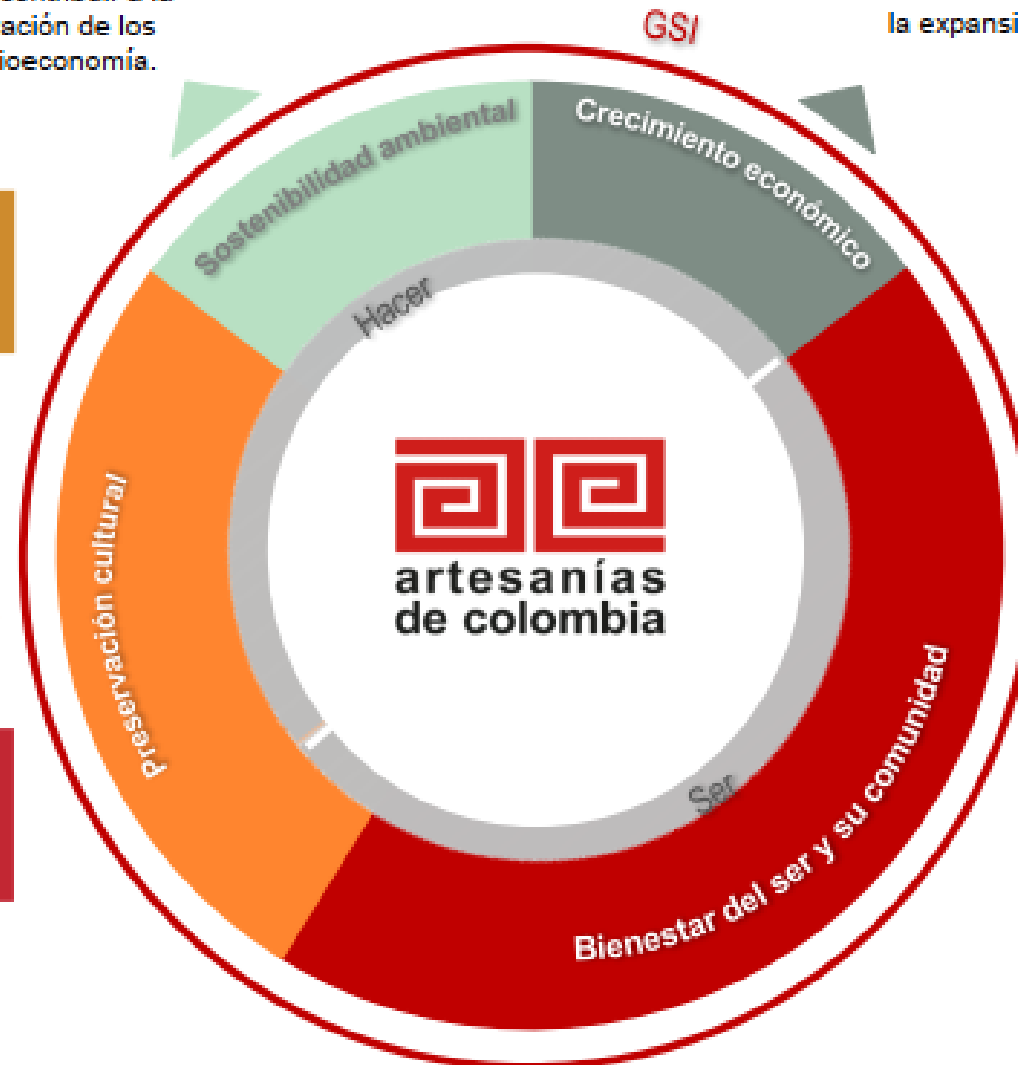 ación de los
ioeconomía.
GSI
la expansi
Sostenibilidad ambiental
Crecimiento económico
Hacer
Preservación cultural
artesanías
de colombia
Ser
Bienestar del ser y su comunidad